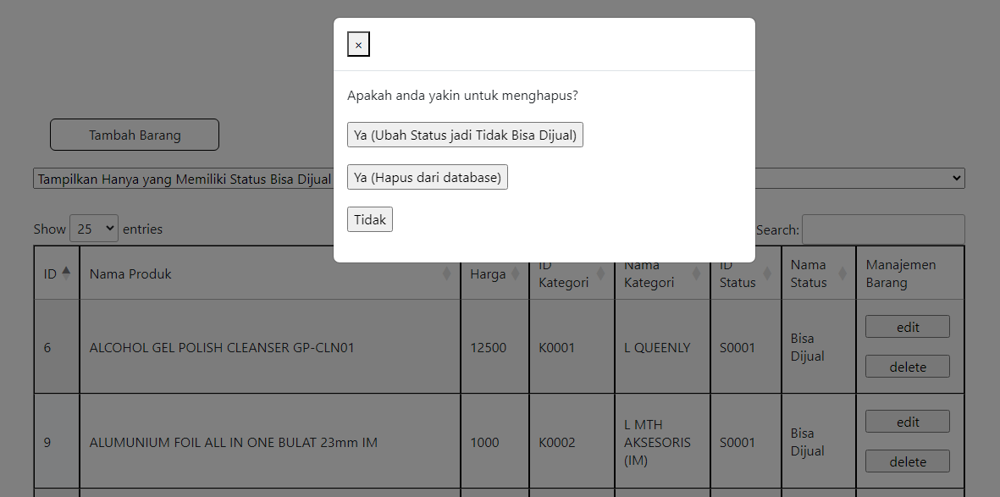 ×
Apakah anda yakin untuk menghapus?
Ya (Ubah Status jadi Tidak Bisa Dijual)
Ya (Hapus dari database)
Tidak
Tambah Barang
Tampilkan Hanya yang Memiliki Status Bisa Dijual
Show 25 entries Search:
ID Nama Produk Harga ID Kategori Nama Kategori ID Status Nama Status Manajemen Barang
6 ALCOHOL GEL POLISH CLEANSER GP-CLN01 12500 K0001 L QUEENLY S0001 Bisa Dijual edit delete
9 ALUMUNIUM FOIL ALL IN ONE BULAT 23mm IM 1000 K0002 L MTH AKSESORIS (IM) S0001 Bisa Dijual edit delete